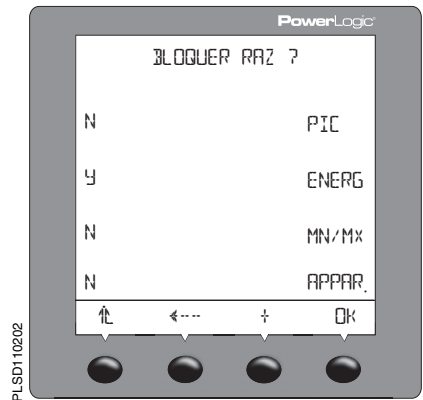 PowerLogic®
BLOQUER RAZ ?
N PIC
Y ENERG
N MN/MX
N APPAR.
<---- + OK
PLSD110202